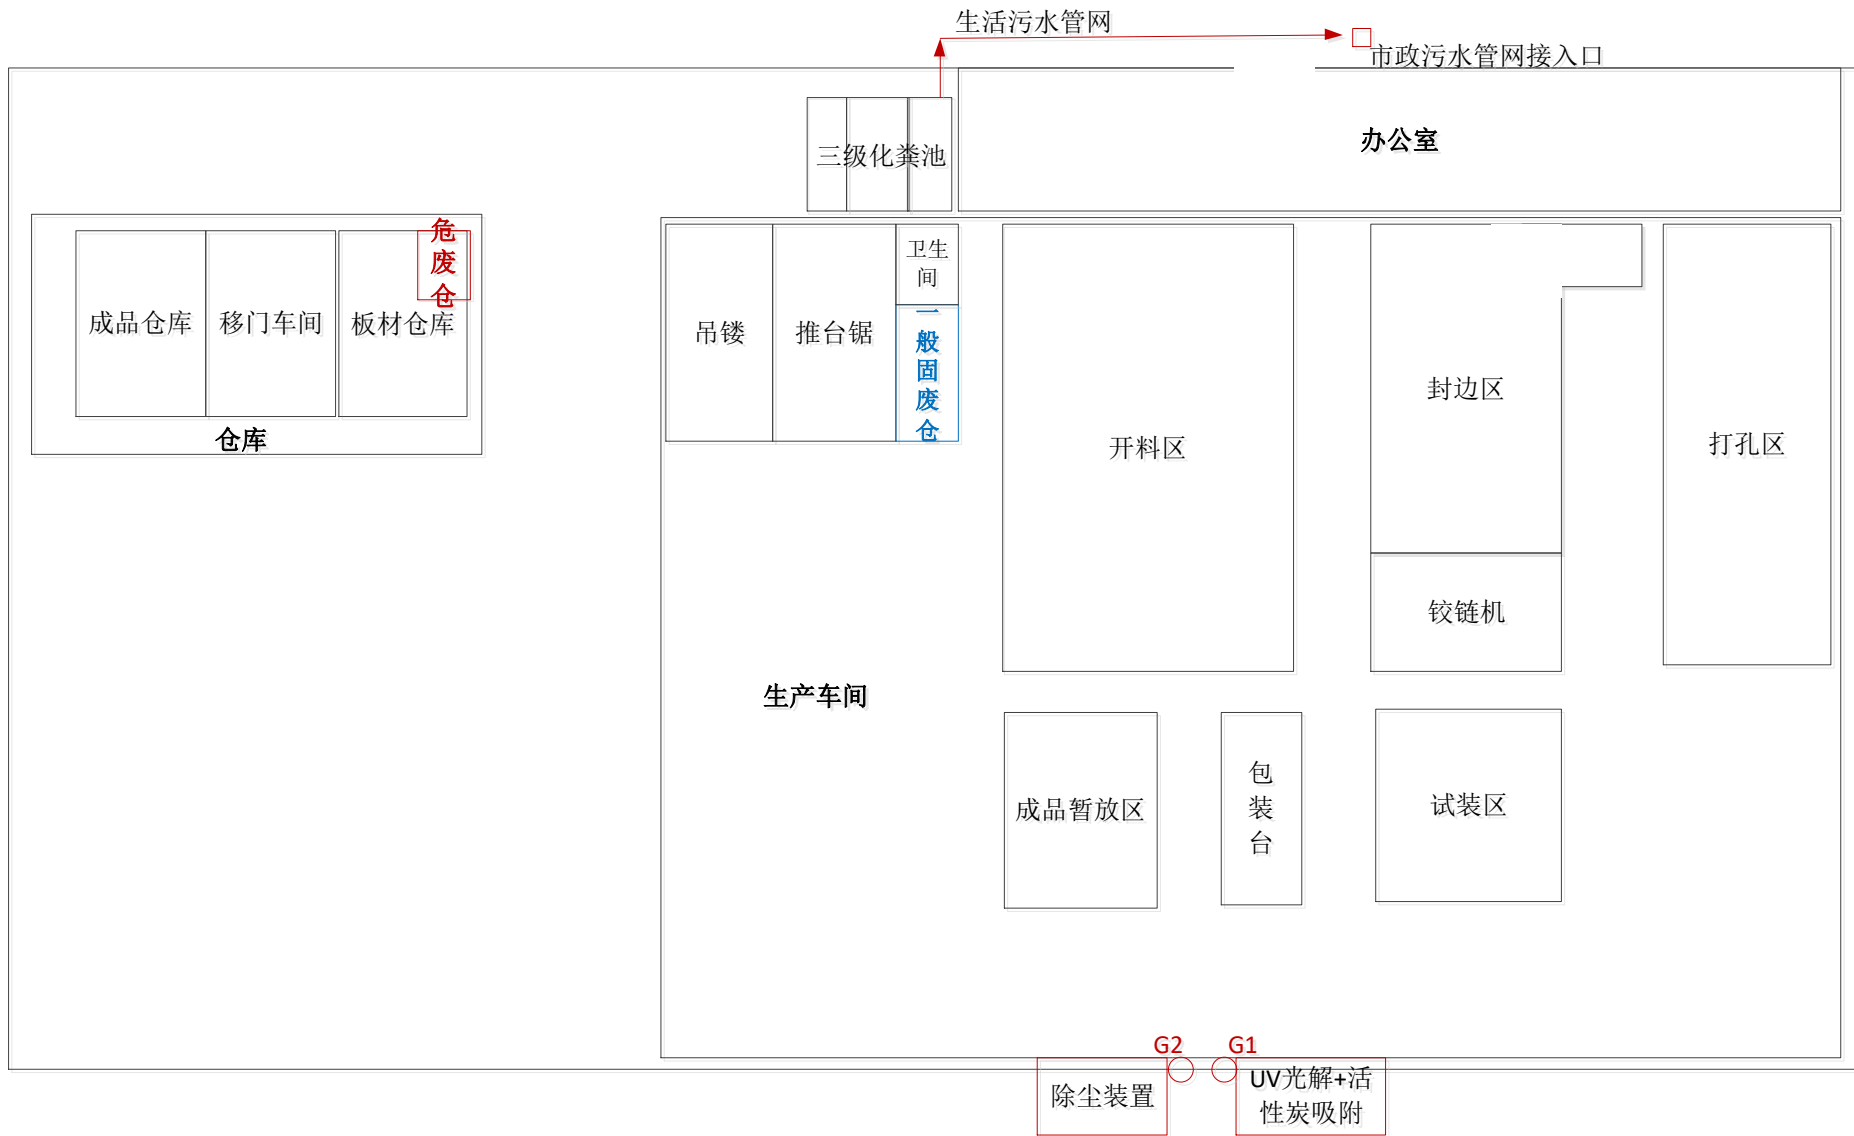 生活污水管网
市政污水管网接入口
办公室
三级化粪池
危
废
仓
成品仓库
移门车间
板材仓库
仓库
吊镂
推台锯
卫生
间
一
般
固
废
仓
开料区
封边区
打孔区
铰链机
生产车间
成品暂放区
包
装
台
试装区
G2
G1
除尘装置
UV光解+活
性炭吸附